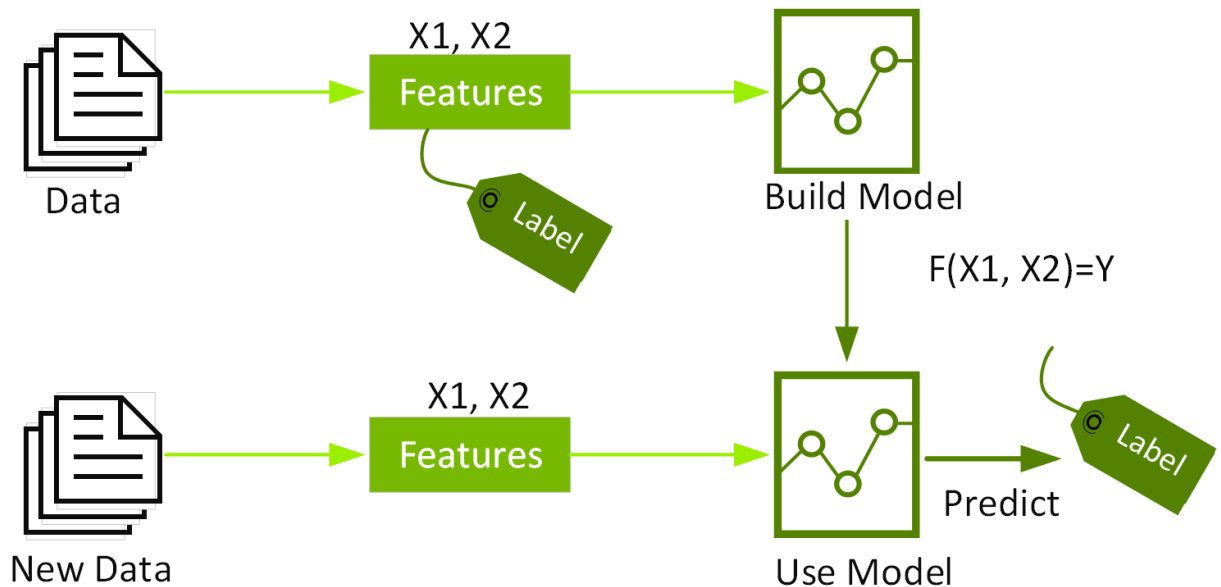 X1, X2
Features
Label
Data
Build Model
F(X1, X2)=Y
X1, X2
Features
Label
Predict
New Data
Use Model